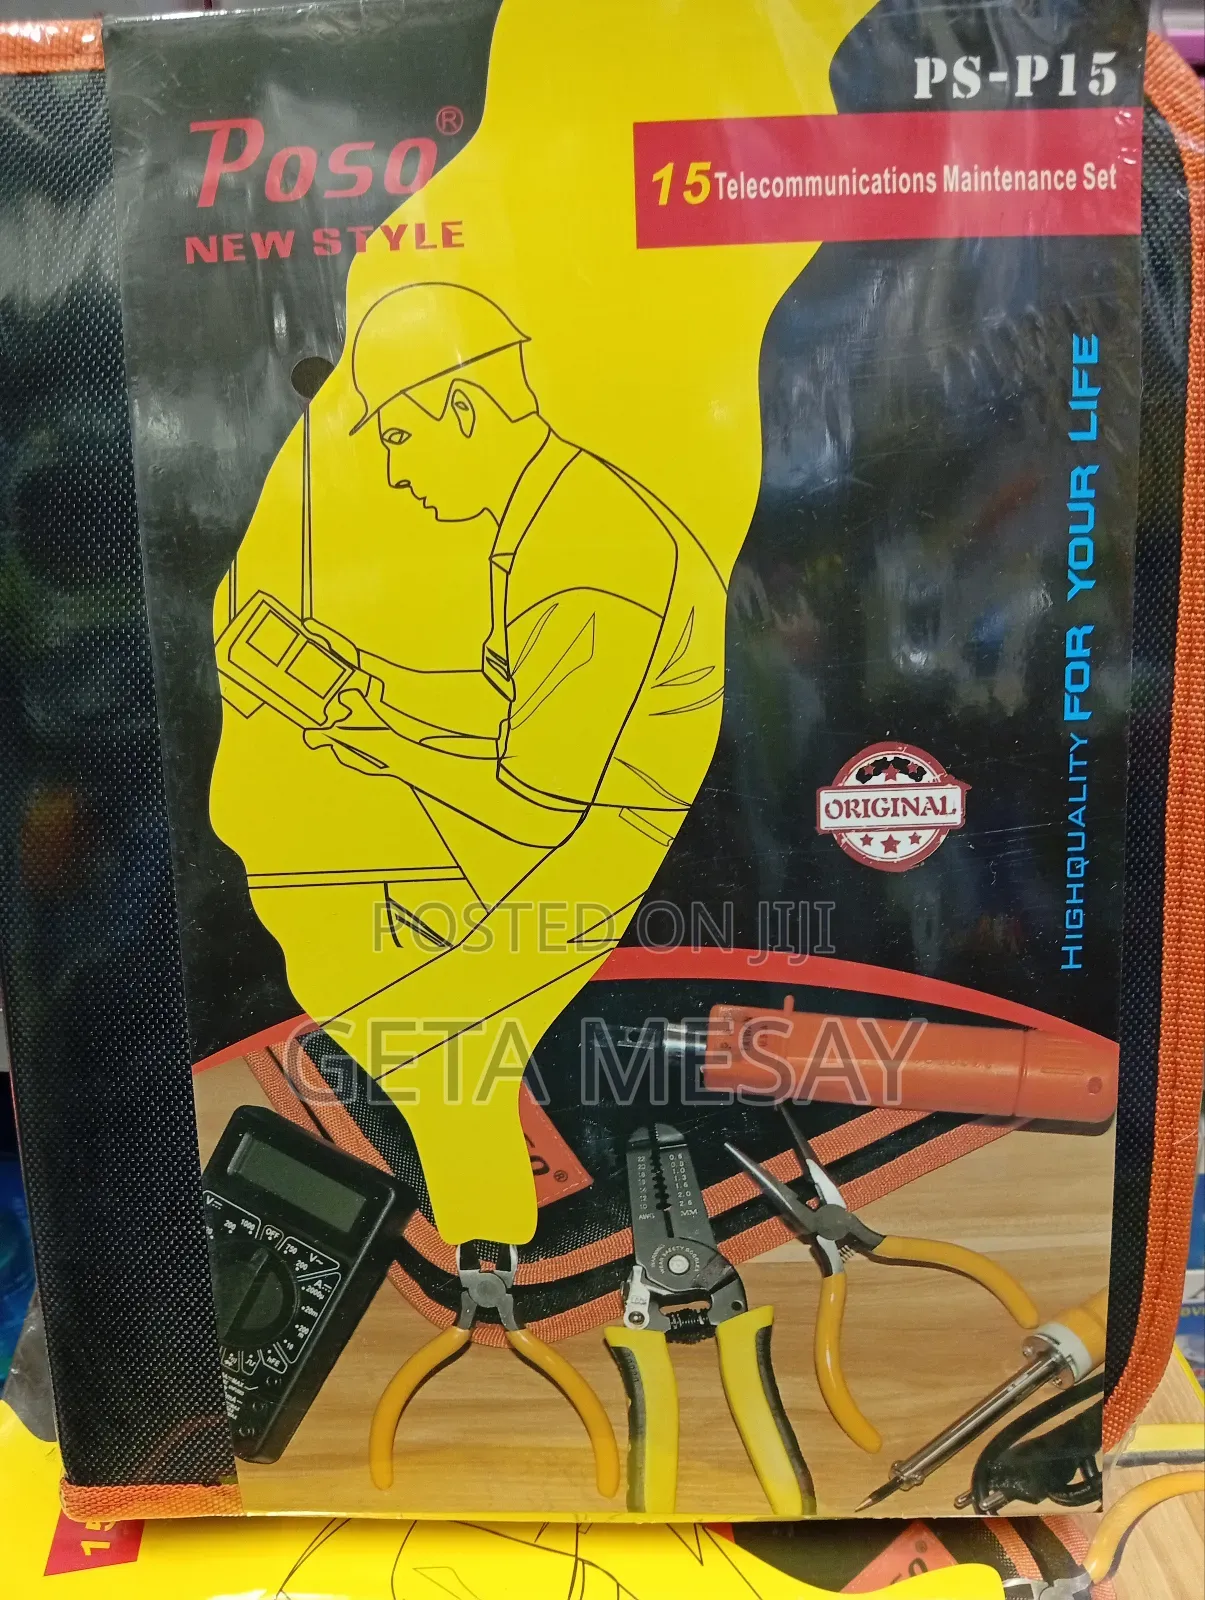 PS-P15
Poso®
NEW STYLE
15 Telecommunications Maintenance Set
HIGHQUALITY FOR YOUR LIFE
ORIGINAL
POSTED ON JIJI
GETA MESAY